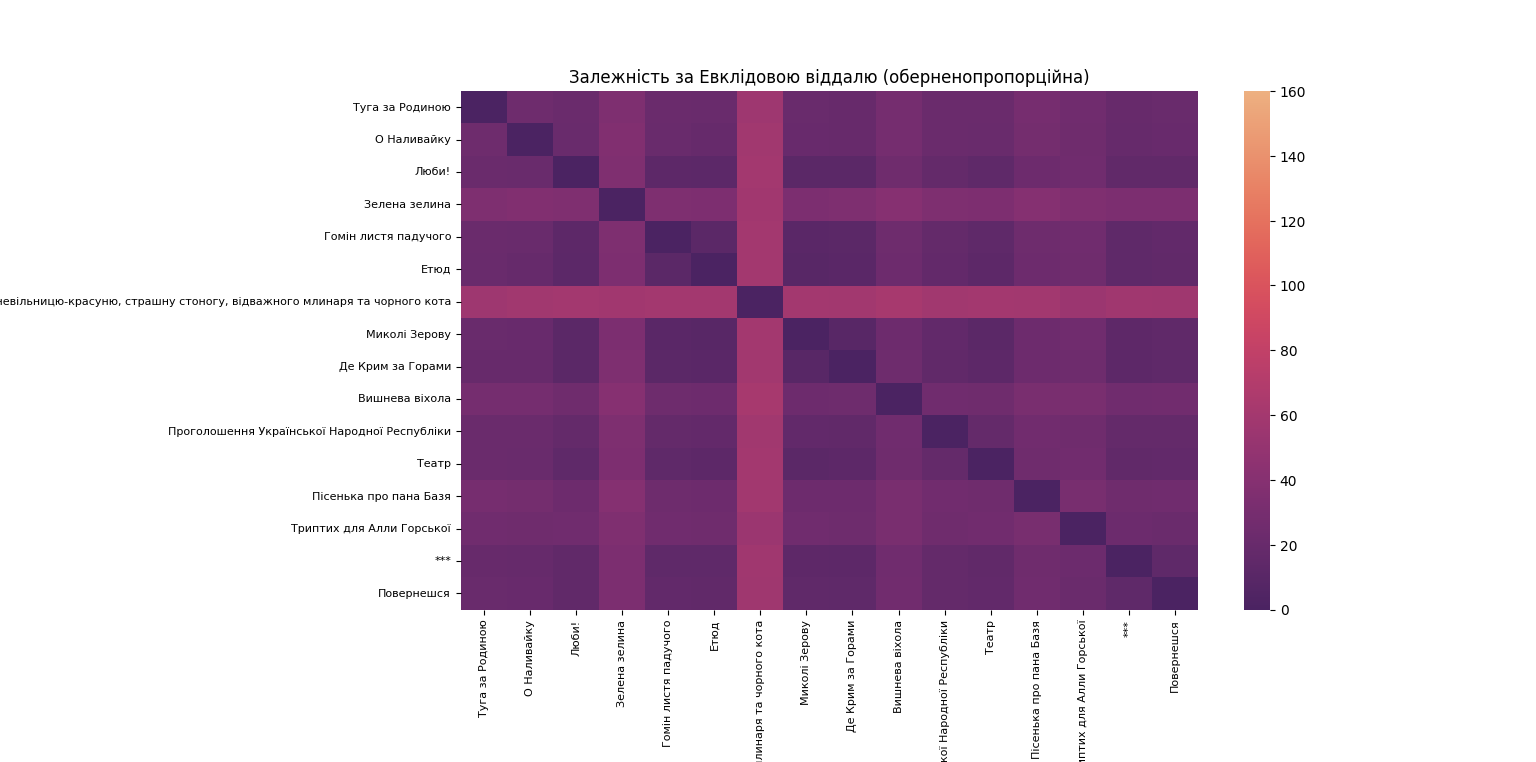 Залежність за Евклідовою віддалю (оберненопропорційна)
Туга за Родиною
О Наливайку
Люби!
Зелена зелина
Гомін листя падучого
Етюд
невільницю-красуню, страшну стоногу, відважного млинаря та чорного кота
Миколі Зерову
Де Крим за Горами
Вишнева віхола
Проголошення Української Народної Республіки
Театр
Пісенька про пана Базя
Триптих для Алли Горської
***
Повернешся
160
140
120
100
80
60
40
20
0
Туга за Родиною
О Наливайку
Люби!
Зелена зелина
Гомін листя падучого
Етюд
линаря та чорного кота
Миколі Зерову
Де Крим за Горами
Вишнева віхола
кої Народної Республіки
Театр
Пісенька про пана Базя
иптих для Алли Горської
***
Повернешся